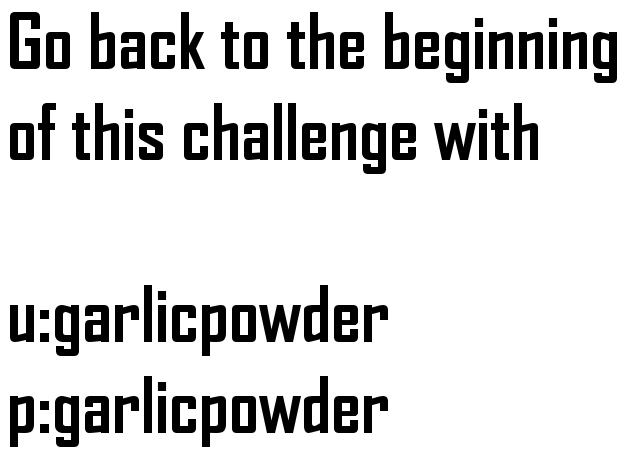 Go back to the beginning
of this challenge with
u:garlicpowder
p:garlicpowder